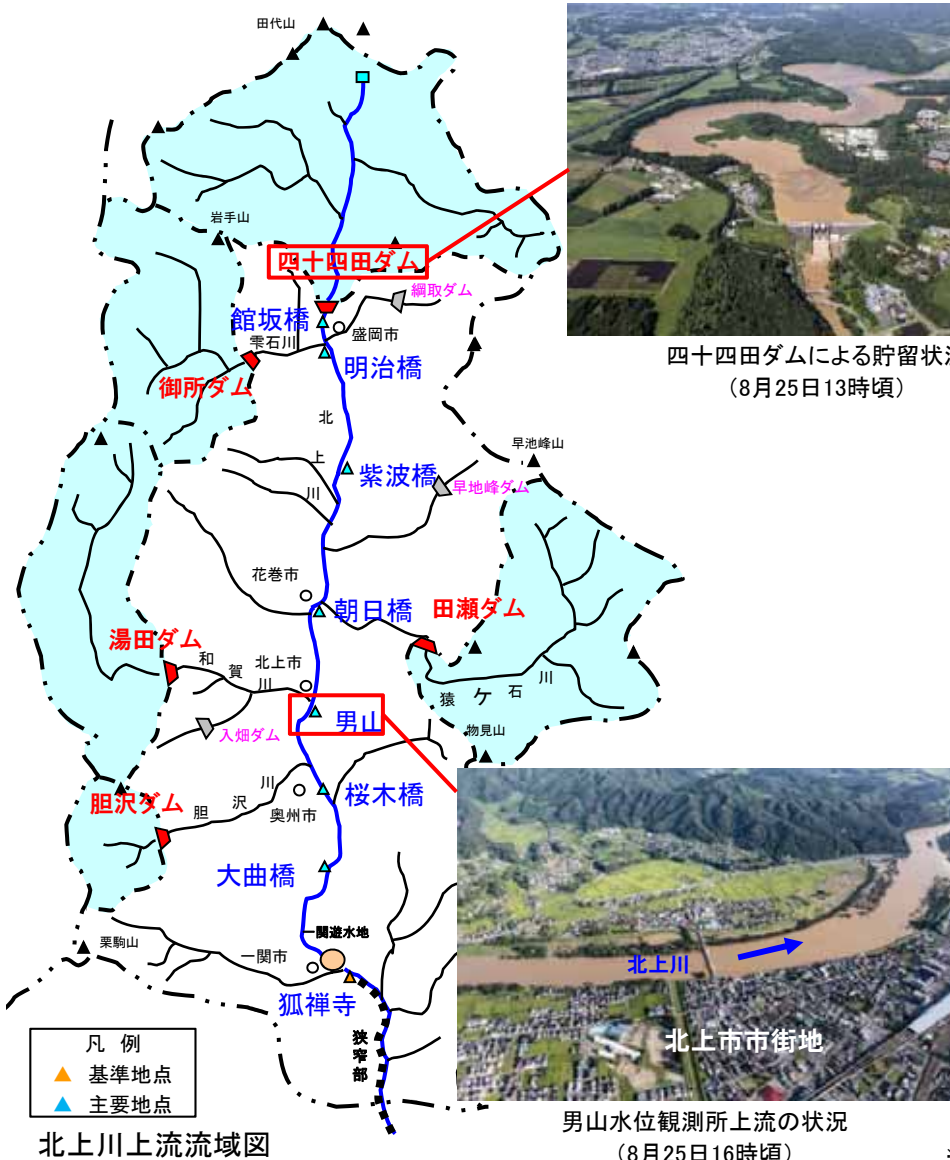 田代山
岩手山
四十四田ダム
綱取ダム
館坂橋
盛岡市
雫石川
明治橋
御所ダム
四十四田ダムによる貯留状況
(8月25日13時頃)
北上川
紫波橋
早池峰山
早地峰ダム
花巻市
朝日橋
田瀬ダム
湯田ダム
和賀川
北上市
猿ケ石川
男山
入畑ダム
物見山
胆沢ダム
胆沢川
奥州市
桜木橋
大曲橋
一関遊水地
栗駒山
一関市
狐禅寺
狭窄部
北上川
北上市市街地
凡例
基準地点
主要地点
北上川上流流域図
男山水位観測所上流の状況
(8月25日16時頃)